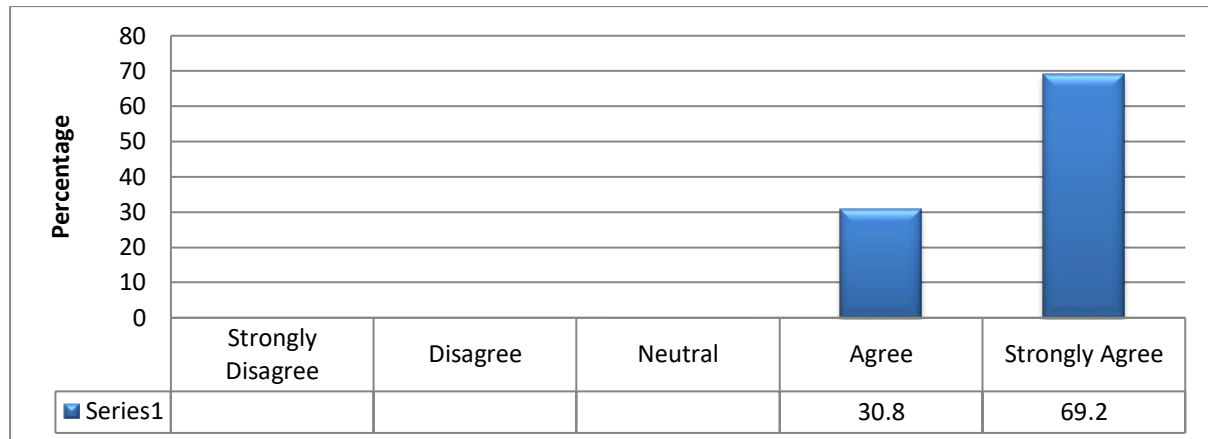 Percentage
80
70
60
50
40
30
20
10
0
Strongly
Disagree
Disagree
Neutral
Agree
Strongly Agree
Series1
30.8
69.2